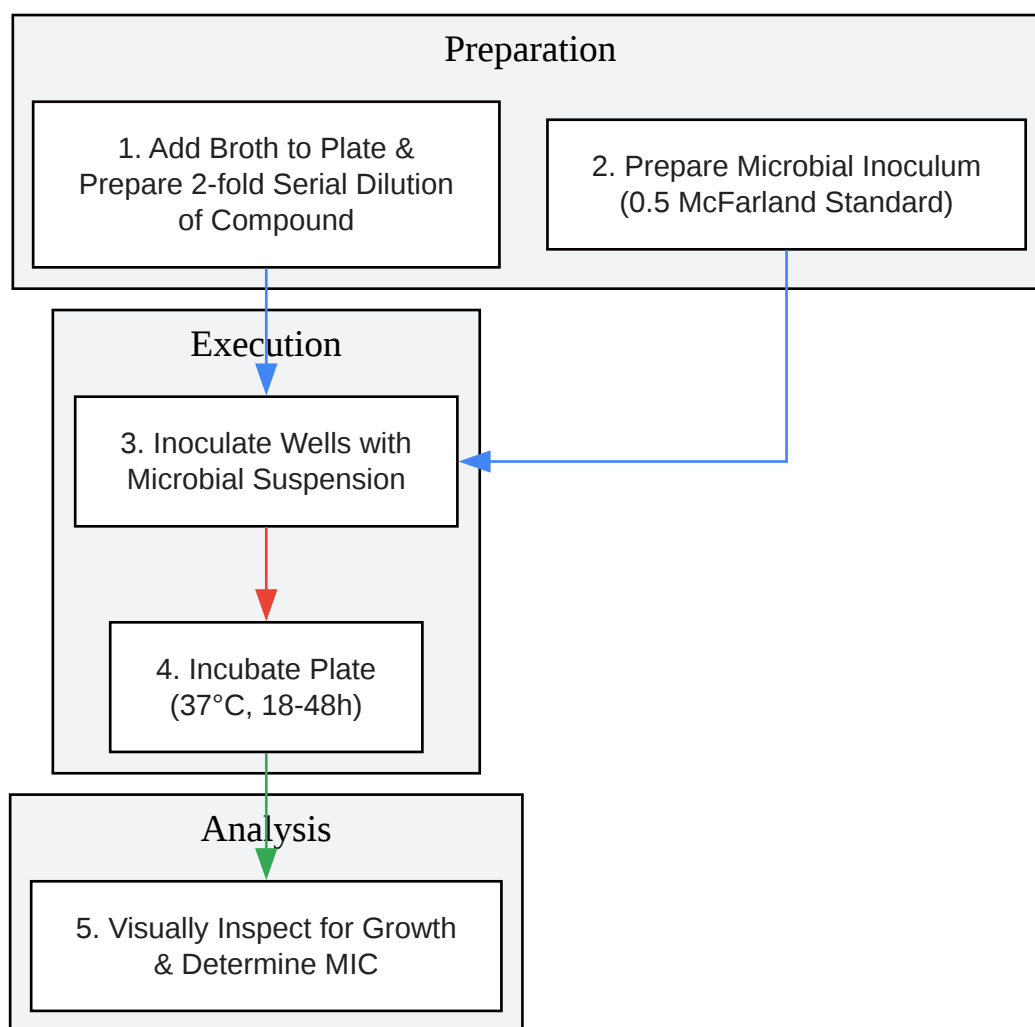 Preparation
1. Add Broth to Plate &
Prepare 2-fold Serial Dilution
of Compound
2. Prepare Microbial Inoculum
(0.5 McFarland Standard)
Execution
3. Inoculate Wells with
Microbial Suspension
4. Incubate Plate
(37°C, 18-48h)
Analysis
5. Visually Inspect for Growth
& Determine MIC